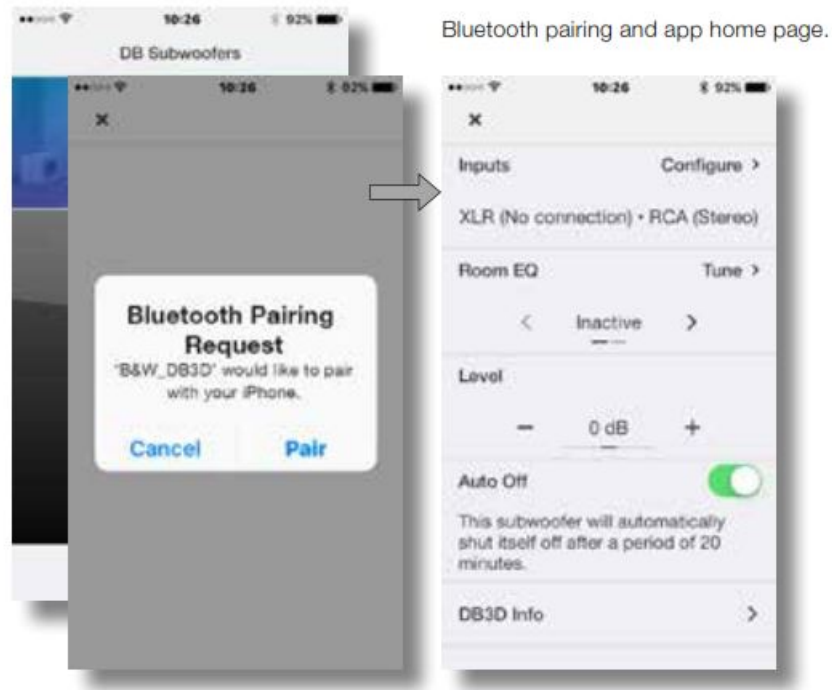 Bluetooth pairing and app home page.
10:26
92%
DB Subwoofers
10:26
92%
×
Bluetooth Pairing
Request
"B&W_DB3D" would like to pair
with your iPhone.
Cancel Pair
10:26
92%
×
Inputs Configure >
XLR (No connection) • RCA (Stereo)
Room EQ Tune >
< Inactive >
Level
− 0 dB +
Auto Off
This subwoofer will automatically
shut itself off after a period of 20
minutes.
DB3D Info >